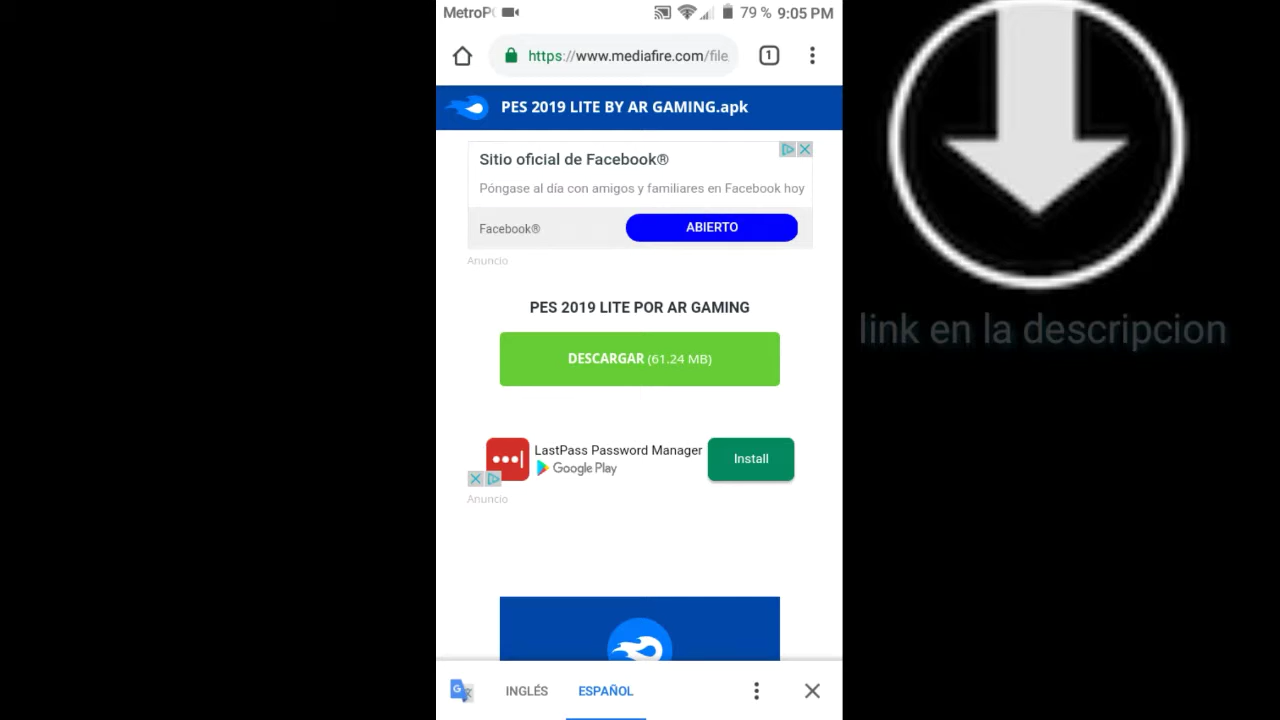 MetroPC
79 % 9:05 PM
https://www.mediafire.com/file
1
PES 2019 LITE BY AR GAMING.apk
Sitio oficial de Facebook®
Póngase al día con amigos y familiares en Facebook hoy
Facebook®
ABIERTO
Anuncio
PES 2019 LITE POR AR GAMING
DESCARGAR (61.24 MB)
LastPass Password Manager
Google Play
Install
Anuncio
INGLÉS
ESPAÑOL
link en la descripcion